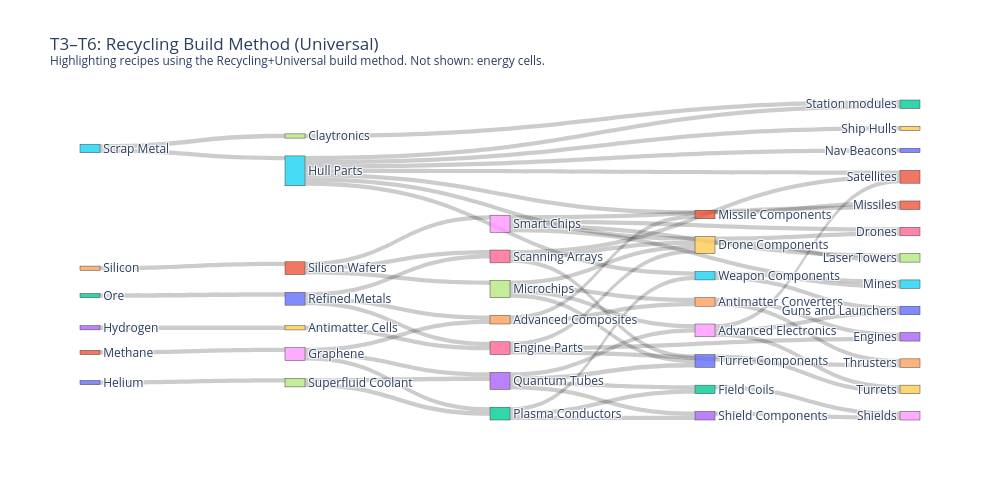 T3–T6: Recycling Build Method (Universal)
Highlighting recipes using the Recycling+Universal build method. Not shown: energy cells.
Scrap Metal
Silicon
Ore
Hydrogen
Methane
Helium
Claytronics
Hull Parts
Silicon Wafers
Refined Metals
Antimatter Cells
Graphene
Superfluid Coolant
Smart Chips
Scanning Arrays
Microchips
Advanced Composites
Engine Parts
Quantum Tubes
Plasma Conductors
Missile Components
Drone Components
Weapon Components
Antimatter Converters
Advanced Electronics
Turret Components
Field Coils
Shield Components
Station modules
Ship Hulls
Nav Beacons
Satellites
Missiles
Drones
Laser Towers
Mines
Guns and Launchers
Engines
Thrusters
Turrets
Shields